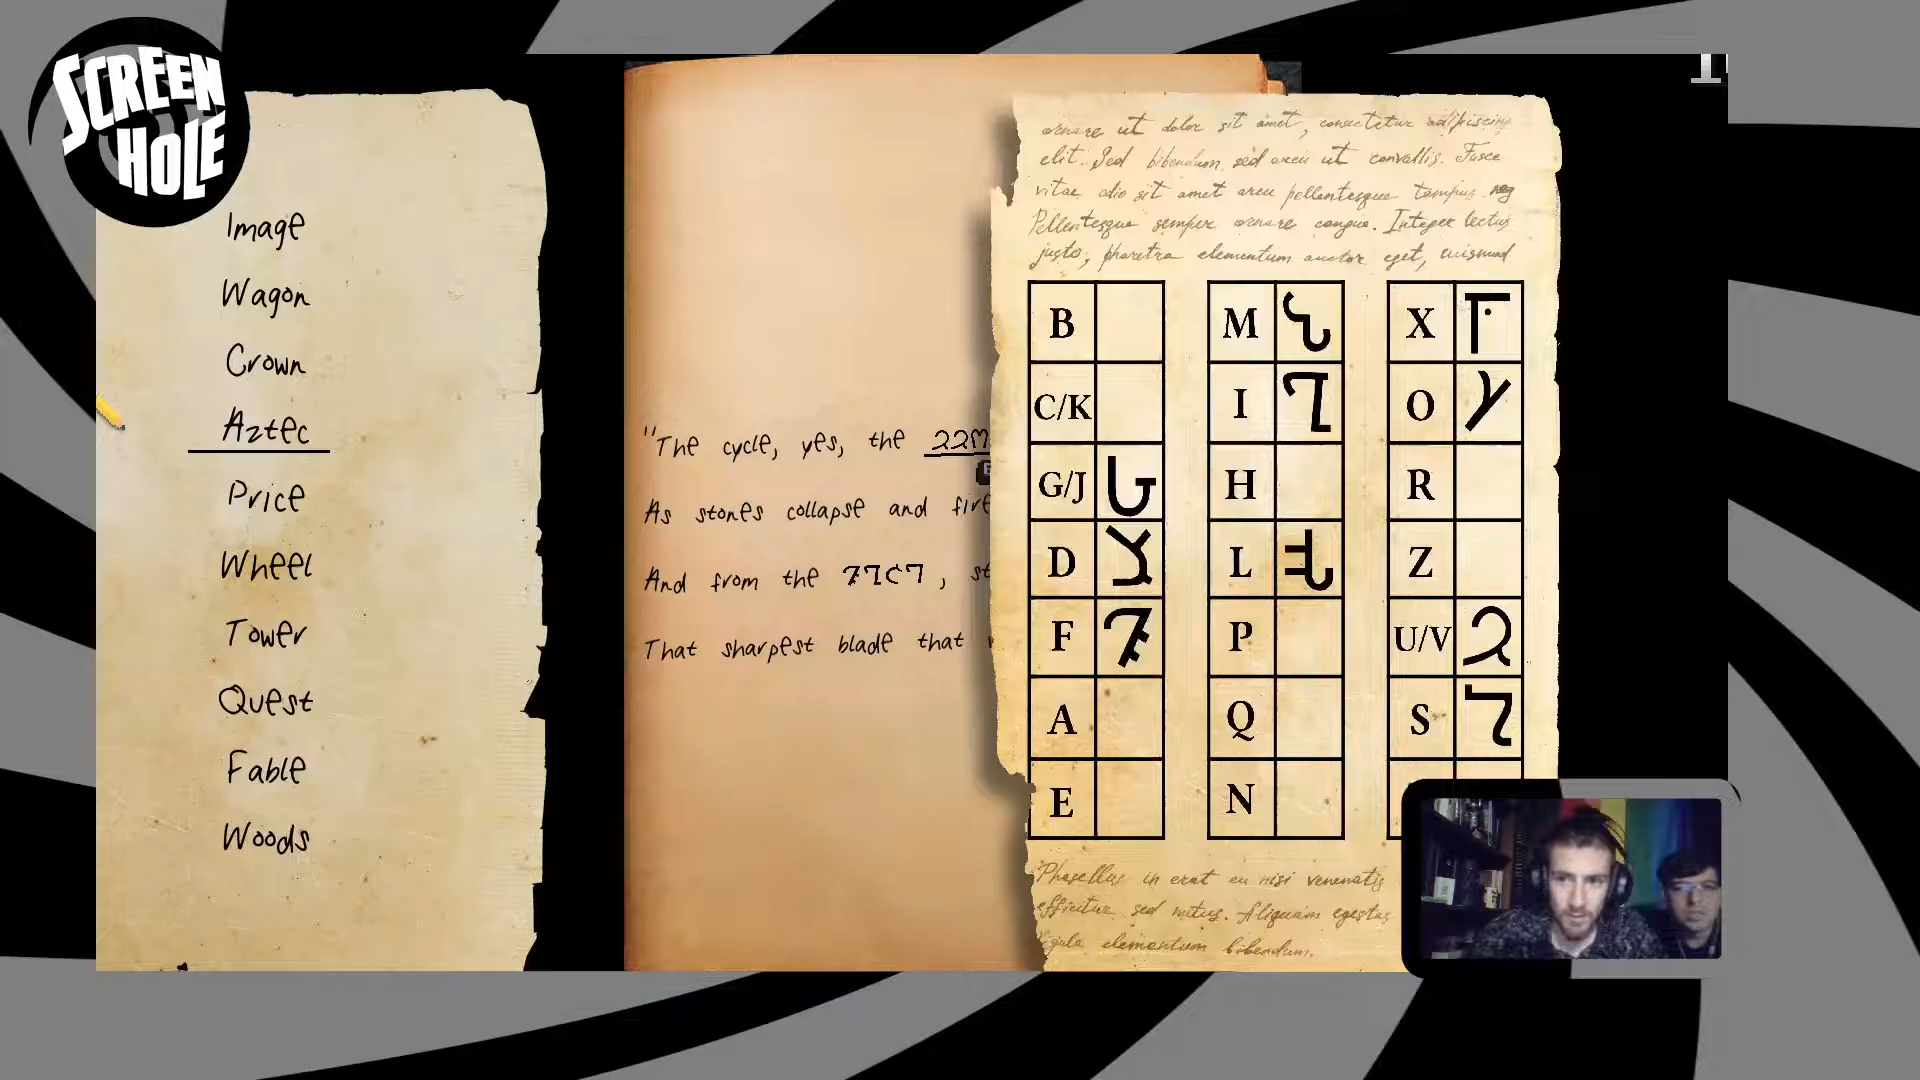 SCREEN
HOLE
Image
Wagon
Crown
Aztec
Price
Wheel
Tower
Quest
Fable
Woods
"The cycle, yes, the
As stones collapse and fire
And from the
That sharpest blade that
ornare ut dolor sit amet, consectetur adipiscing
elit. Sed bibendum sed arcu ut convallis. Fusce
vitae odio sit amet arcu pellentesque tempus
Pellentesque semper ornare congue. Integer lectus
justo, pharetra elementum auctor eget, euismod
B M X
C/K I O
G/J H R
D L Z
F P U/V
A Q S
E N
Phasellus in erat eu nisi venenatis
efficitur sed metus. Aliquam egestas
ligula elementum bibendum.